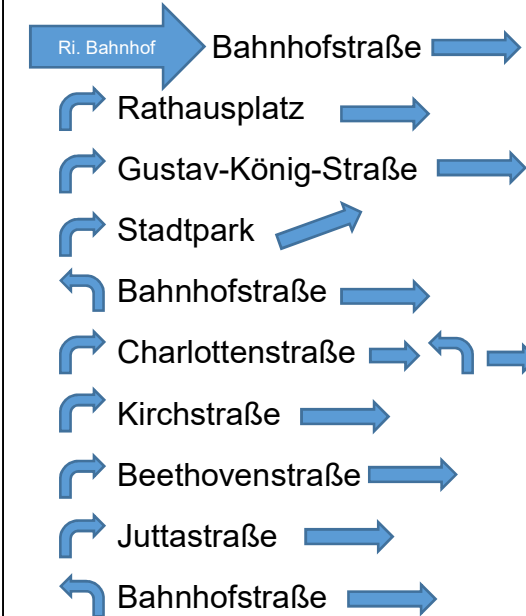 Ri. Bahnhof Bahnhofstraße
Rathausplatz
Gustav-König-Straße
Stadtpark
Bahnhofstraße
Charlottenstraße
Kirchstraße
Beethovenstraße
Juttastraße
Bahnhofstraße